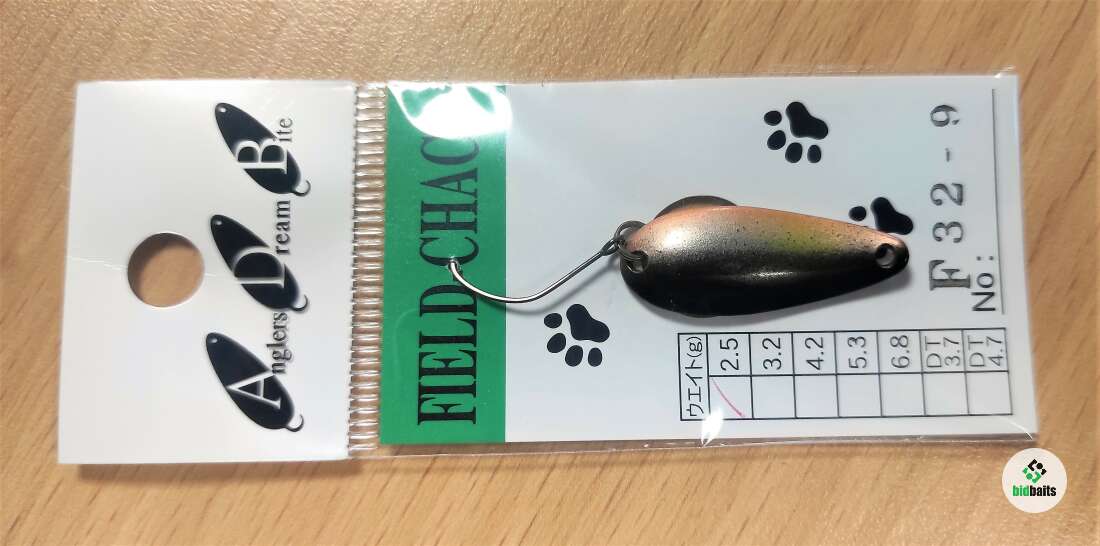 Anglers
Dream
Bite
FIELD CHAC
No: F32-9
ウエイト(g)
2.5
3.2
4.2
5.3
6.8
DT
3.7
DT
4.7
bidbaits